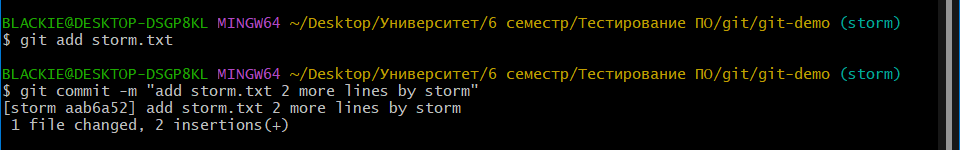 BLACKIE@DESKTOP-DSGP8KL MINGW64 ~/Desktop/Университет/6 семестр/Тестирование ПО/git/git-demo (storm)
$ git add storm.txt
BLACKIE@DESKTOP-DSGP8KL MINGW64 ~/Desktop/Университет/6 семестр/Тестирование ПО/git/git-demo (storm)
$ git commit -m "add storm.txt 2 more lines by storm"
[storm aab6a52] add storm.txt 2 more lines by storm
 1 file changed, 2 insertions(+)